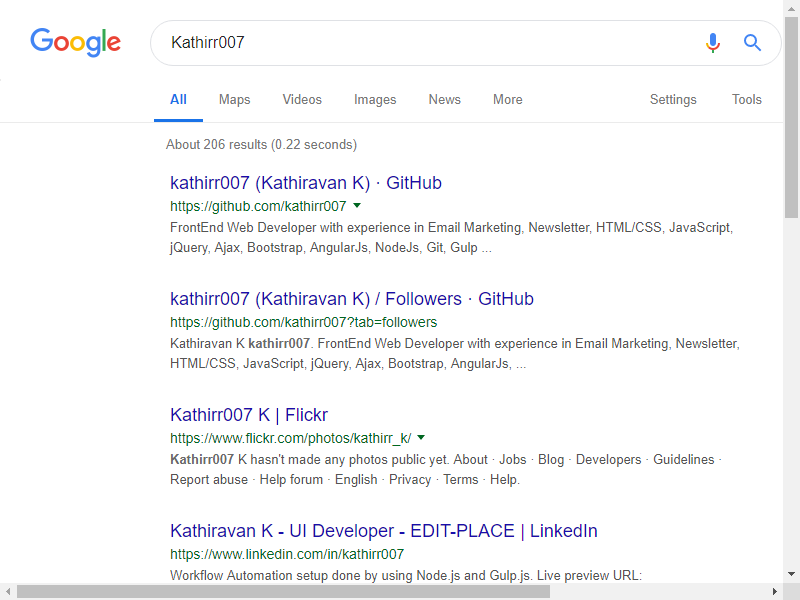 Google
Kathirr007
All Maps Videos Images News More Settings Tools
About 206 results (0.22 seconds)
kathirr007 (Kathiravan K) · GitHub
https://github.com/kathirr007
FrontEnd Web Developer with experience in Email Marketing, Newsletter, HTML/CSS, JavaScript,
jQuery, Ajax, Bootstrap, AngularJs, NodeJs, Git, Gulp ...
kathirr007 (Kathiravan K) / Followers · GitHub
https://github.com/kathirr007?tab=followers
Kathiravan K kathirr007. FrontEnd Web Developer with experience in Email Marketing, Newsletter,
HTML/CSS, JavaScript, jQuery, Ajax, Bootstrap, AngularJs, ...
Kathirr007 K | Flickr
https://www.flickr.com/photos/kathirr_k/
Kathirr007 K hasn't made any photos public yet. About · Jobs · Blog · Developers · Guidelines ·
Report abuse · Help forum · English · Privacy · Terms · Help.
Kathiravan K - UI Developer - EDIT-PLACE | LinkedIn
https://www.linkedin.com/in/kathirr007
Workflow Automation setup done by using Node.js and Gulp.js. Live preview URL: